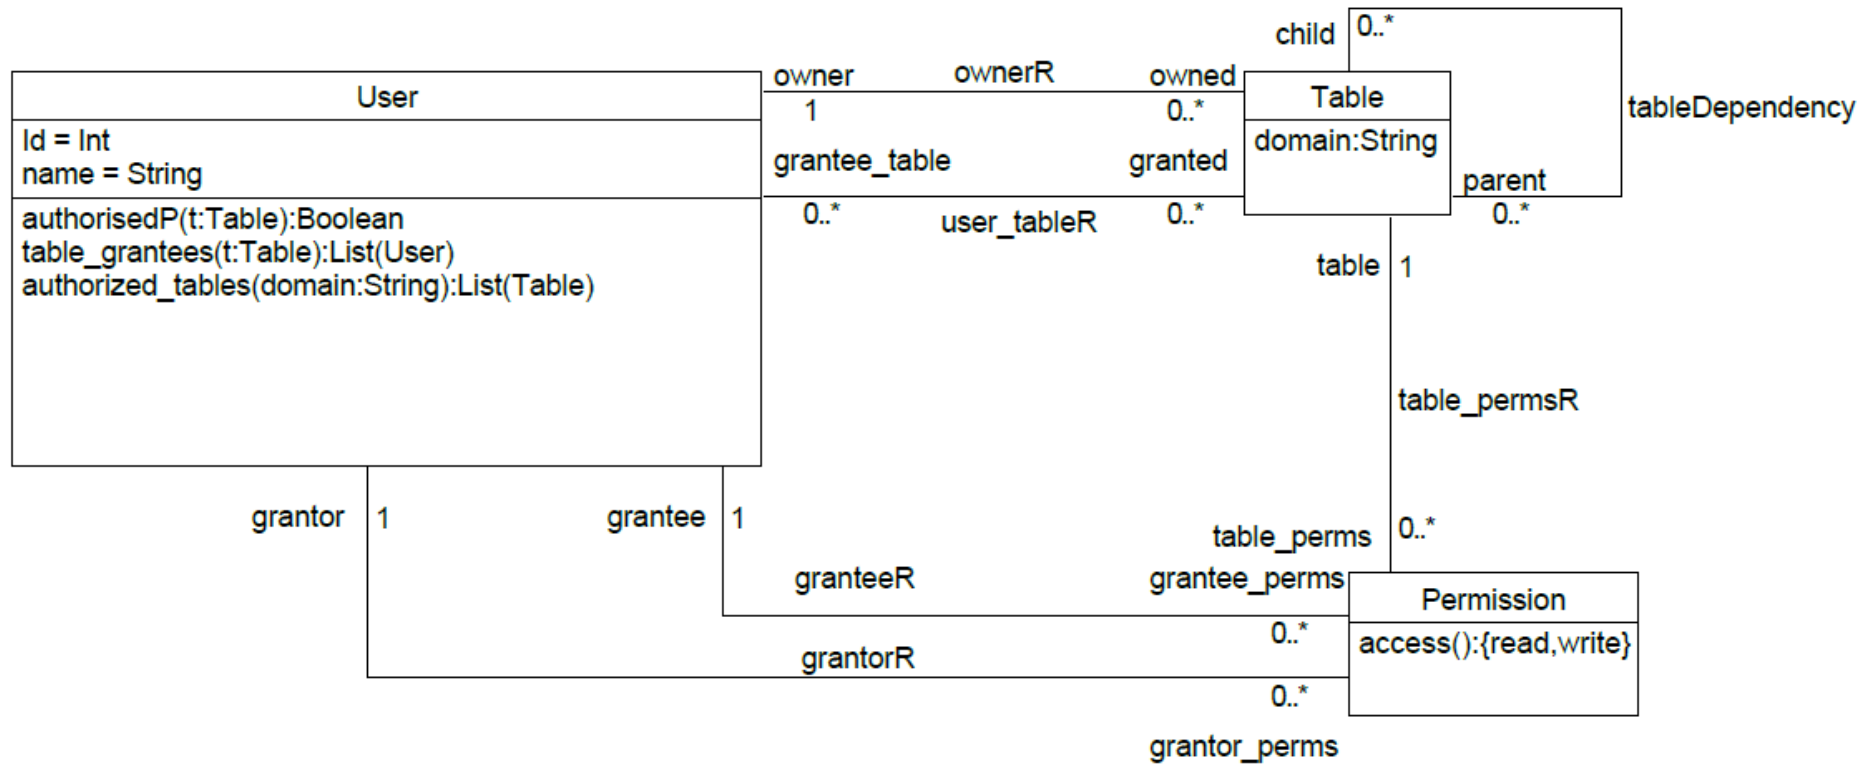 child
0..*
owner
ownerR
owned
User
Table
tableDependency
1
0..*
Id = Int
name = String
domain:String
grantee_table
granted
parent
0..*
user_tableR
0..*
0..*
authorisedP(t:Table):Boolean
table_grantees(t:Table):List(User)
authorized_tables(domain:String):List(Table)
table
1
table_permsR
grantor
1
grantee
1
table_perms
0..*
granteeR
grantee_perms
Permission
0..*
access():{read,write}
grantorR
0..*
grantor_perms